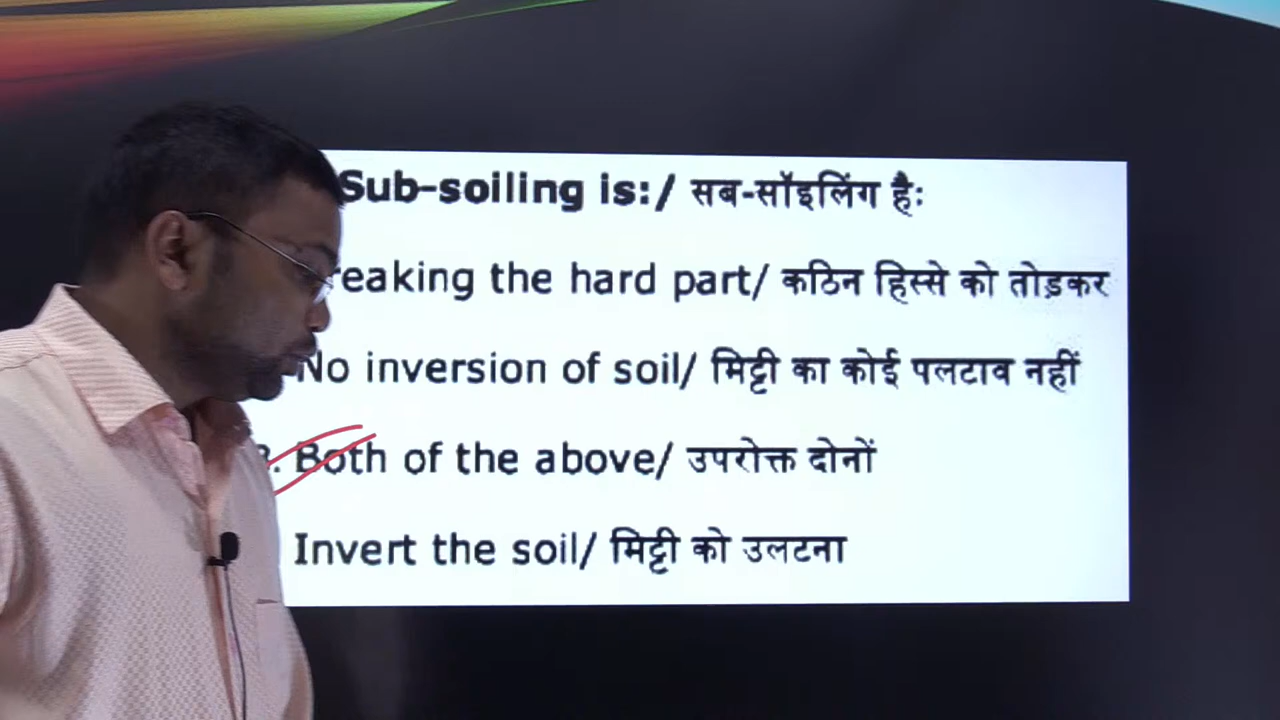 Sub-soiling is:/ सब-सॉइलिंग है:
reaking the hard part/ कठिन हिस्से को तोड़कर
No inversion of soil/ मिट्टी का कोई पलटाव नहीं
3. Both of the above/ उपरोक्त दोनों
Invert the soil/ मिट्टी को उलटना